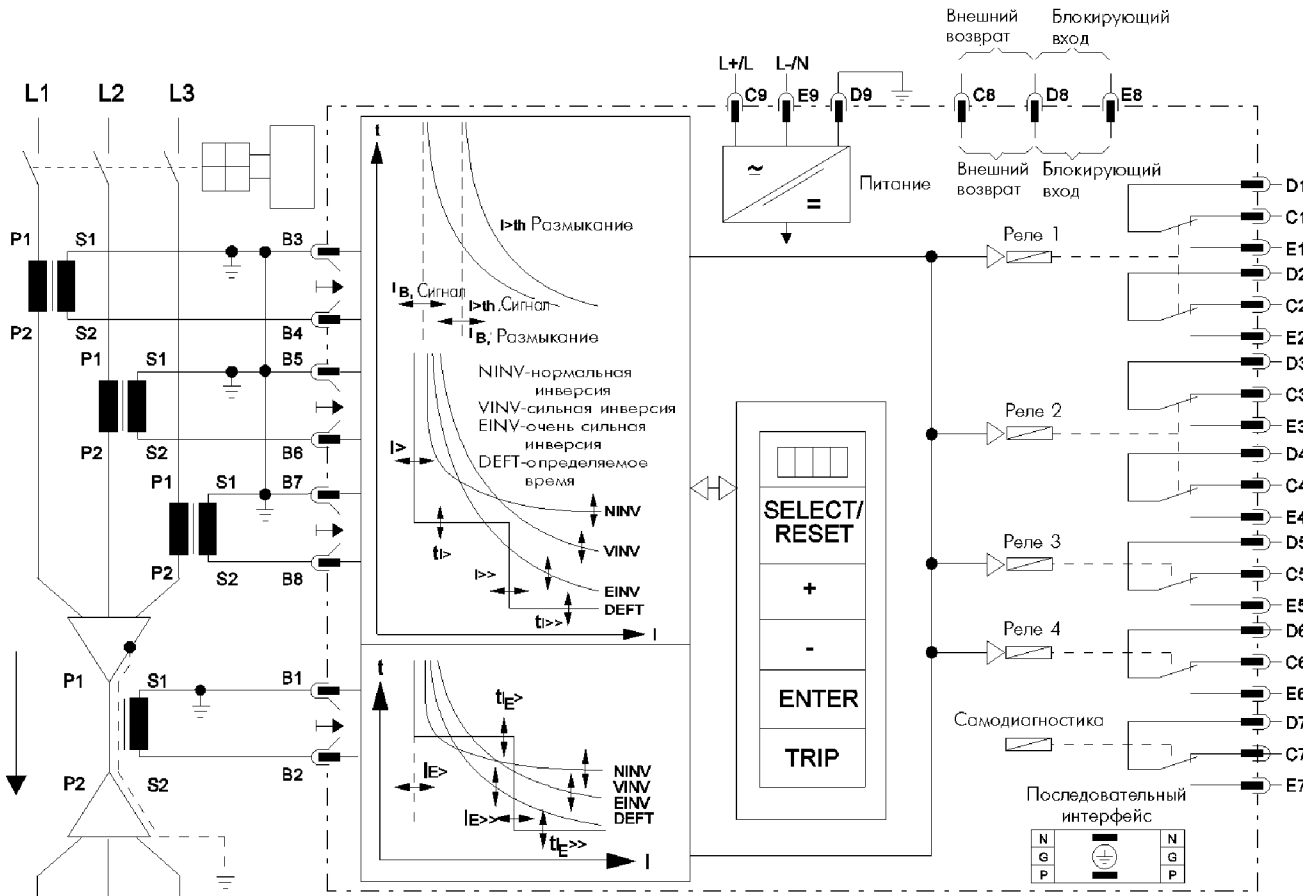 Внешний
возврат
Блокирующий
вход
L+/L
L-/N
C9
E9
D9
C8
D8
E8
L1
L2
L3
Внешний
возврат
Блокирующий
вход
Питание
~
=
t
I>th Размыкание
IB, Сигнал
I>th Сигнал
IB, Размыкание
NINV-нормальная
инверсия
VINV-сильная инверсия
EINV-очень сильная
инверсия
DEFT-определяемое
время
I>
tI>
I>>
tI>>
NINV
VINV
EINV
DEFT
I
t
tIE>
IE>
IE>>
tIE>>
NINV
VINV
EINV
DEFT
I
P1
S1
B3
P2
S2
B4
P1
S1
B5
P2
S2
B6
P1
S1
B7
P2
S2
B8
P1
S1
B1
P2
S2
B2
SELECT/
RESET
+
-
ENTER
TRIP
Реле 1
Реле 2
Реле 3
Реле 4
Самодиагностика
D1
C1
E1
D2
C2
E2
D3
C3
E3
D4
C4
E4
D5
C5
E5
D6
C6
E6
D7
C7
E7
Последовательный
интерфейс
N
G
P
N
G
P